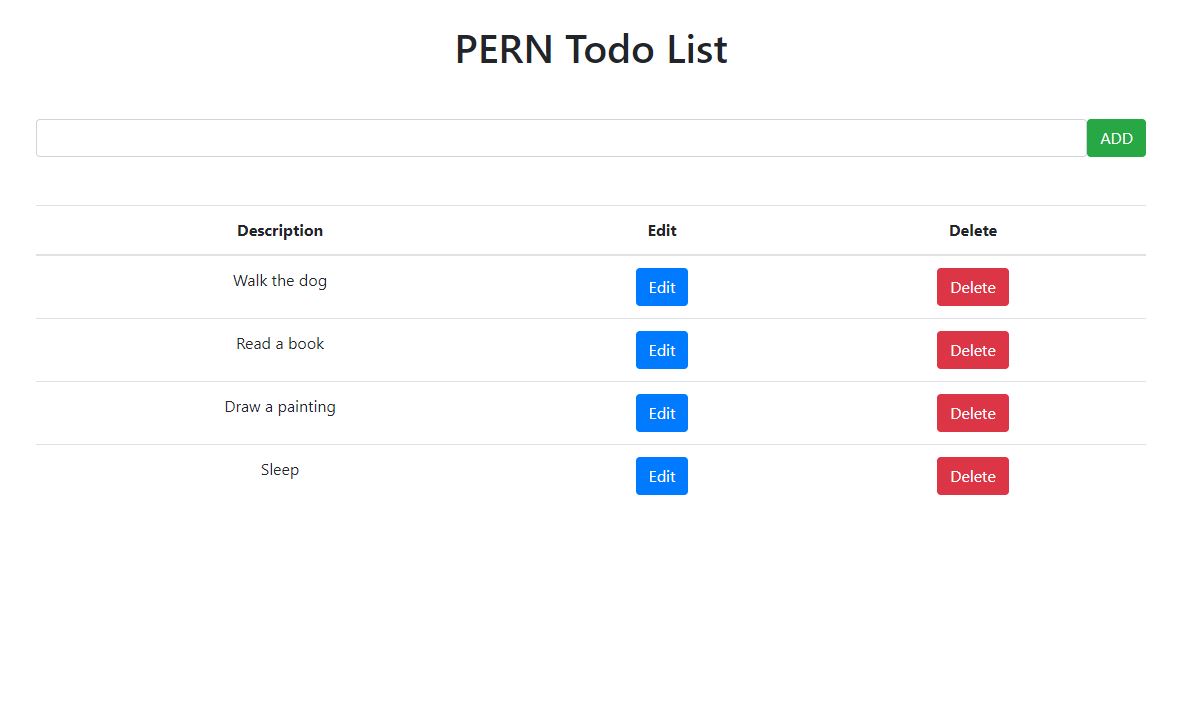 PERN Todo List
ADD
Description Edit Delete
Walk the dog Edit Delete
Read a book Edit Delete
Draw a painting Edit Delete
Sleep Edit Delete